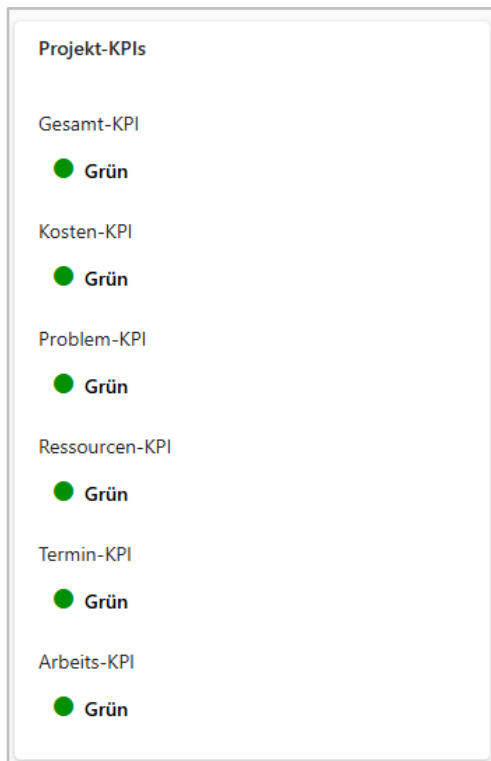 Projekt-KPIs
Gesamt-KPI
Grün
Kosten-KPI
Grün
Problem-KPI
Grün
Ressourcen-KPI
Grün
Termin-KPI
Grün
Arbeits-KPI
Grün